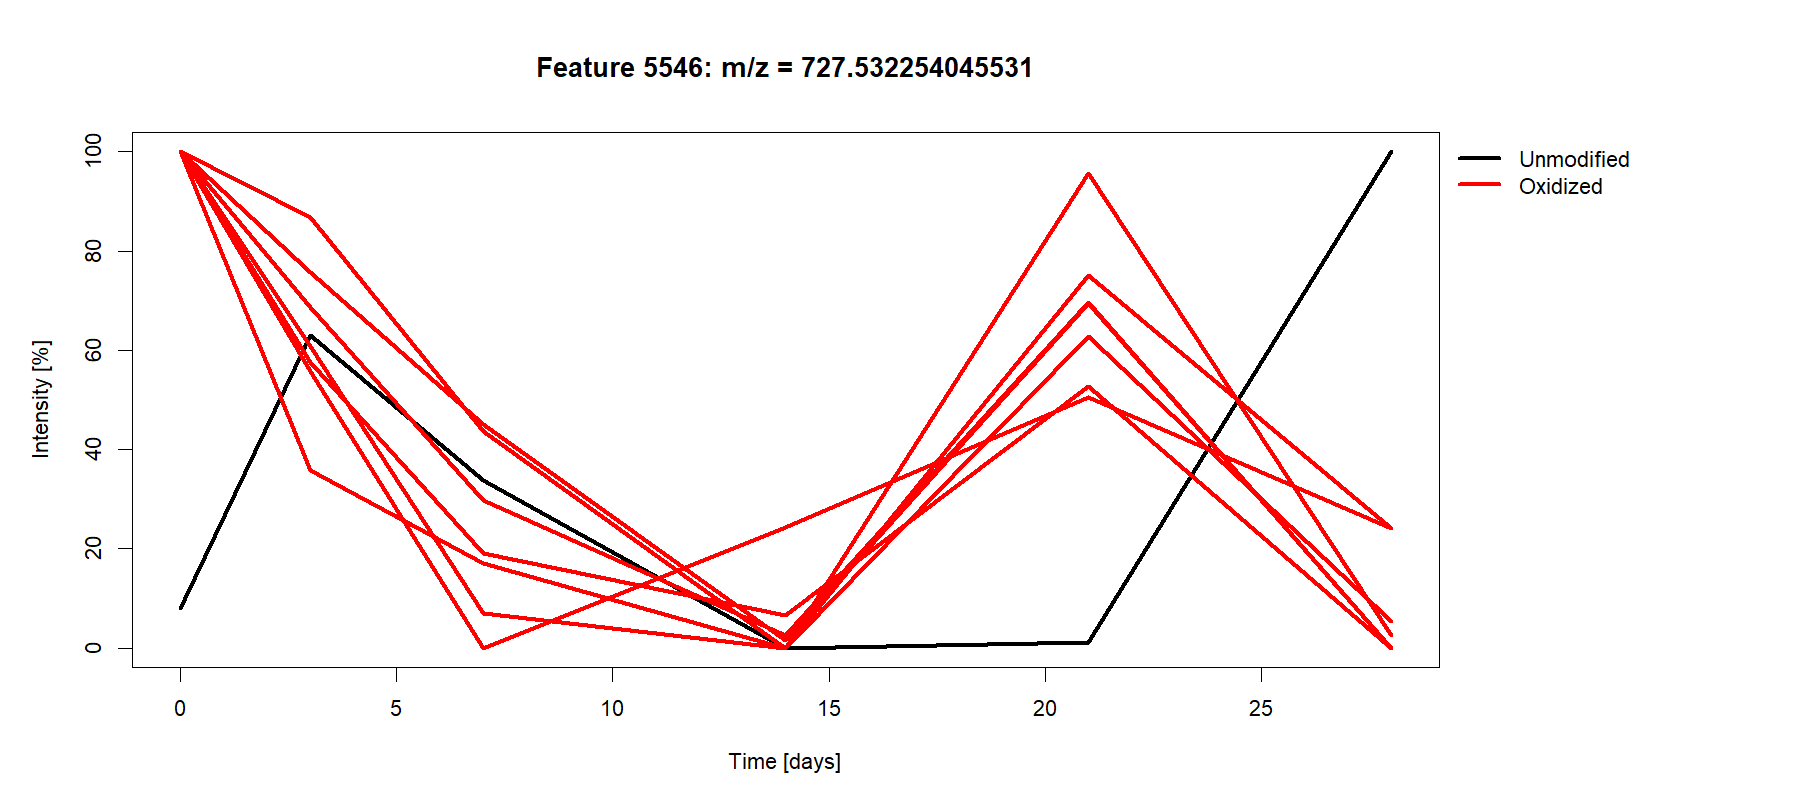 Feature 5546: m/z = 727.532254045531
Unmodified
Oxidized
Intensity [%]
100
80
60
40
20
0
0 5 10 15 20 25
Time [days]